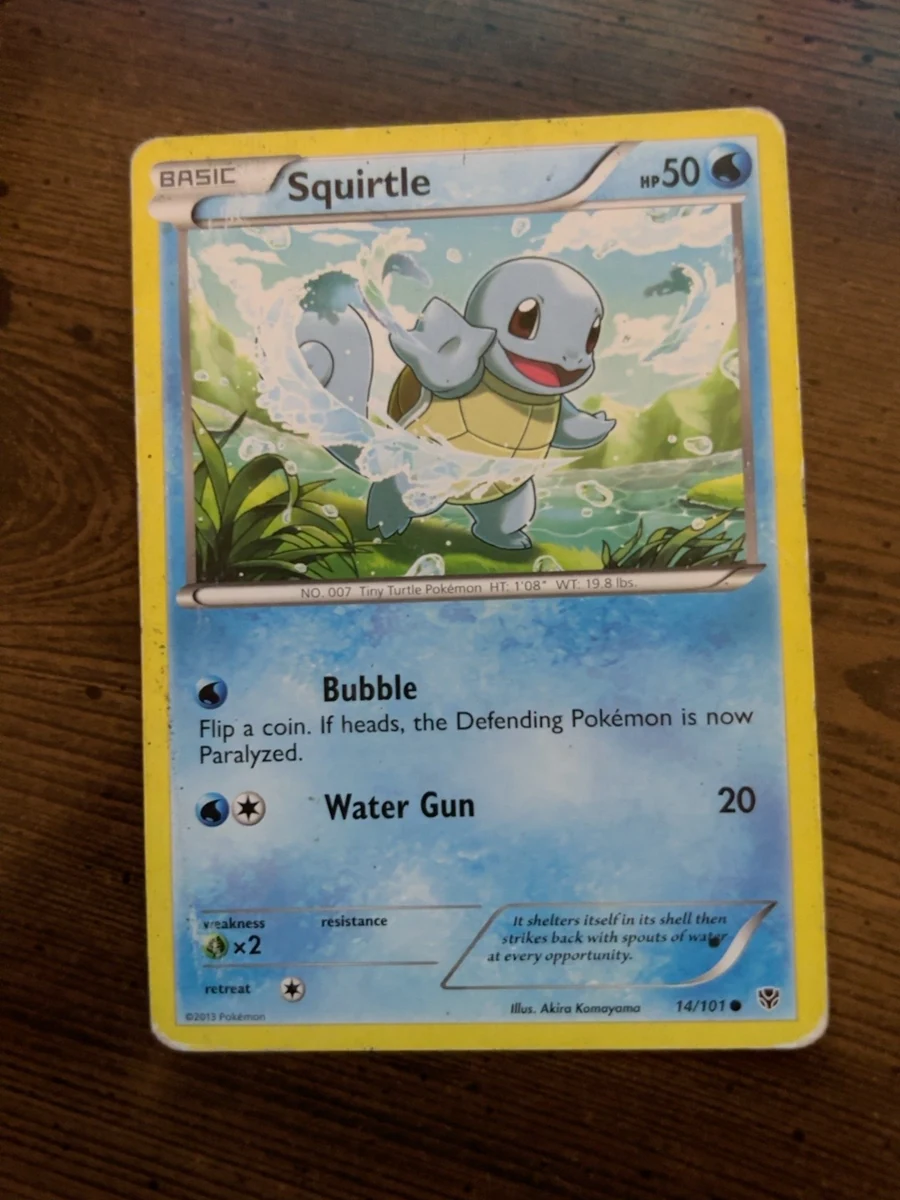 BASIC
Squirtle
HP50
NO. 007 Tiny Turtle Pokémon HT: 1'08" WT: 19.8 lbs.
Bubble
Flip a coin. If heads, the Defending Pokémon is now
Paralyzed.
Water Gun 20
weakness resistance
×2
It shelters itself in its shell then
strikes back with spouts of water
at every opportunity.
retreat
©2013 Pokémon
Illus. Akira Komayama
14/101